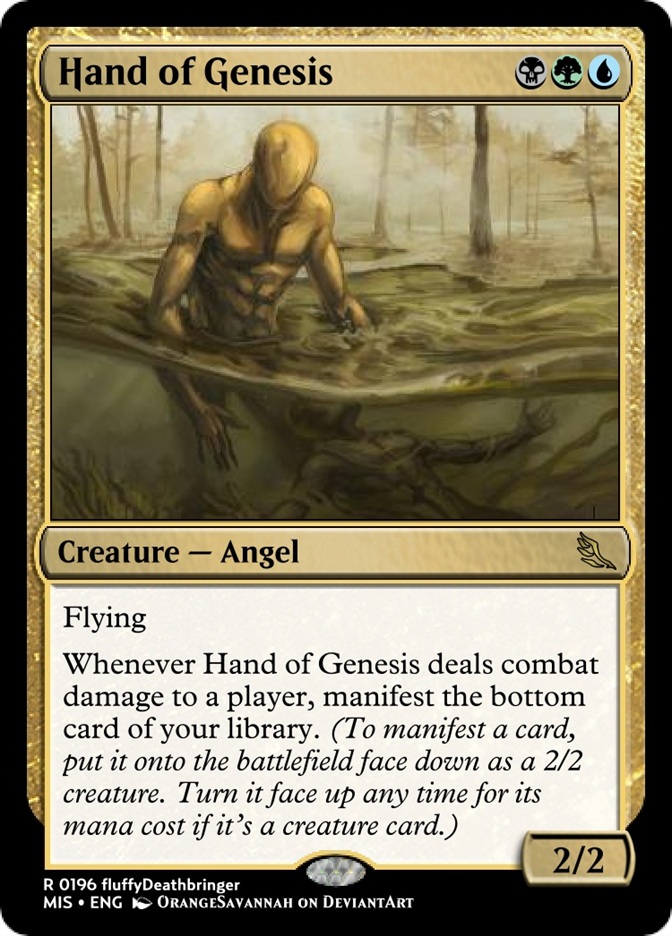 Hand of Genesis
Creature — Angel
Flying
Whenever Hand of Genesis deals combat
damage to a player, manifest the bottom
card of your library. (To manifest a card,
put it onto the battlefield face down as a 2/2
creature. Turn it face up any time for its
mana cost if it's a creature card.)
2/2
R 0196 fluffyDeathbringer
MIS • ENG OrangeSavannah on DeviantArt